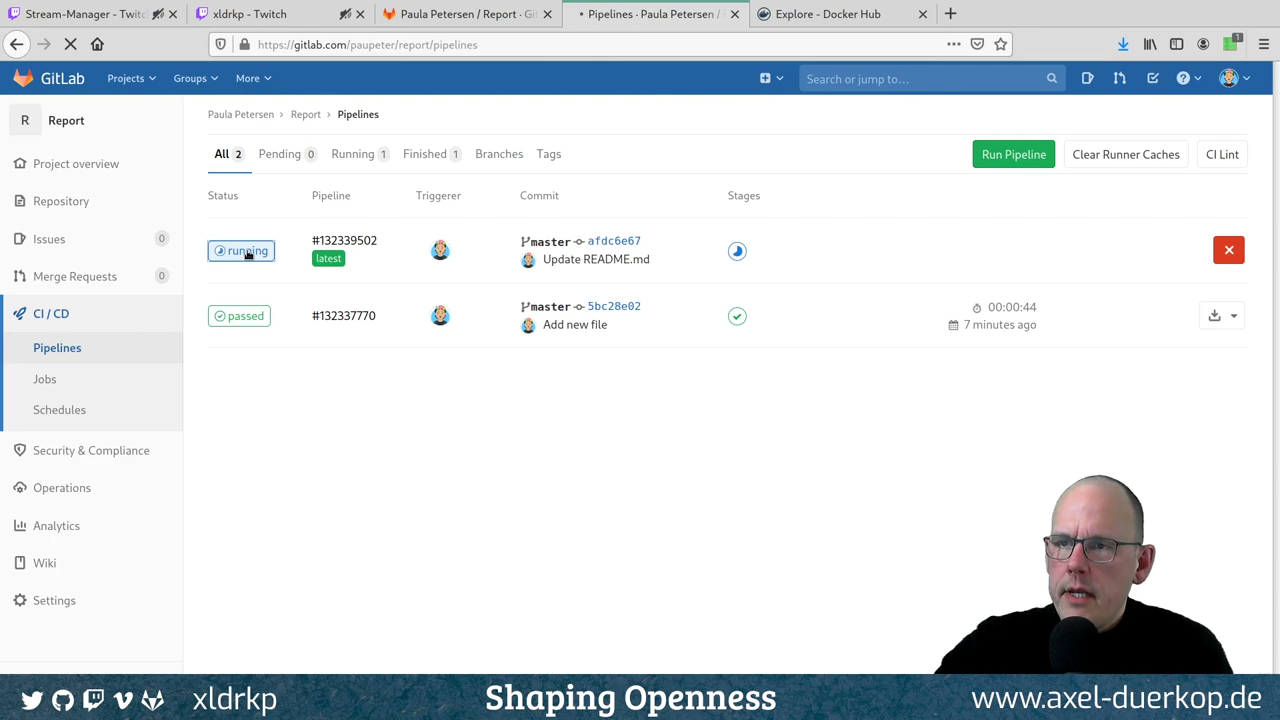 Stream-Manager - Twitc
xldrkp - Twitch
Paula Petersen / Report · Git
Pipelines · Paula Petersen /
Explore - Docker Hub
https://gitlab.com/paupeter/report/pipelines
1
GitLab
Projects
Groups
More
Search or jump to…
R
Report
Project overview
Repository
Issues 0
Merge Requests 0
CI / CD
Pipelines
Jobs
Schedules
Security & Compliance
Operations
Analytics
Wiki
Settings
Paula Petersen > Report > Pipelines
All 2
Pending 0
Running 1
Finished 1
Branches
Tags
Run Pipeline
Clear Runner Caches
CI Lint
Status
Pipeline
Triggerer
Commit
Stages
running
#132339502
latest
master afdc6e67
Update README.md
passed
#132337770
master 5bc28e02
Add new file
00:00:44
7 minutes ago
xldrkp
Shaping Openness
www.axel-duerkop.de